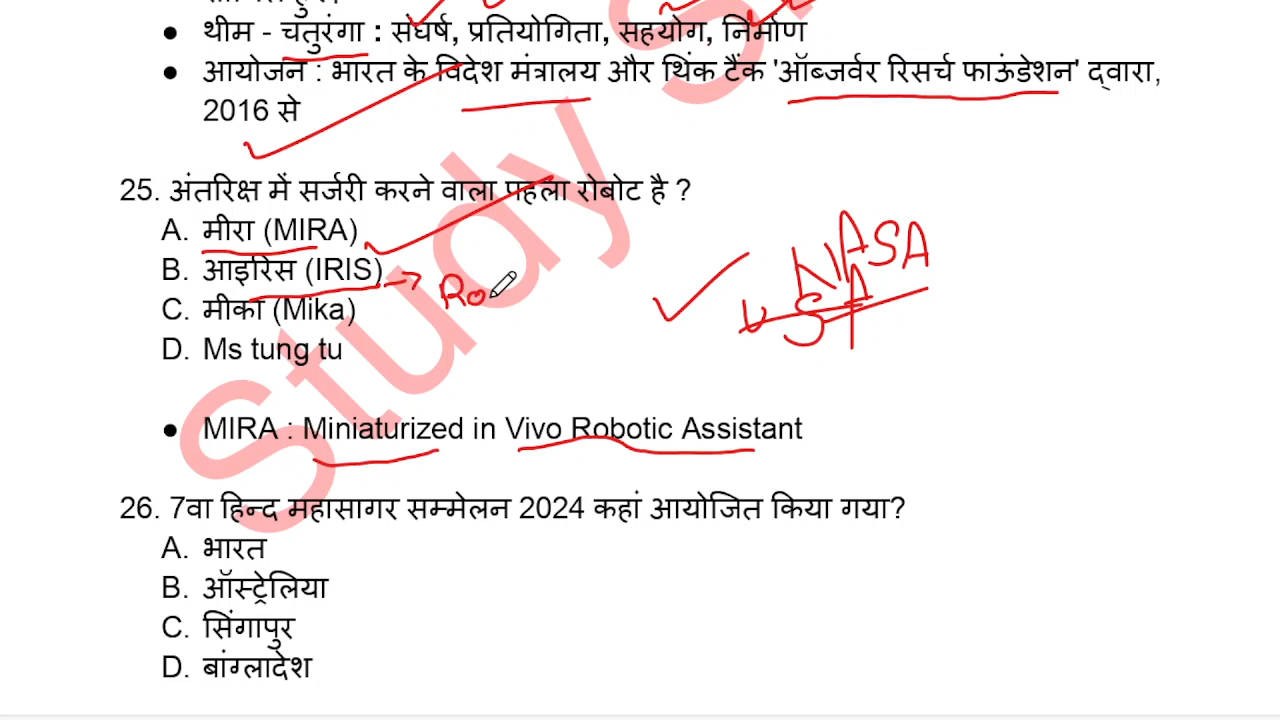 थीम - चतुरंगा : संघर्ष, प्रतियोगिता, सहयोग, निर्माण
आयोजन : भारत के विदेश मंत्रालय और थिंक टैंक 'ऑब्जर्वर रिसर्च फाऊंडेशन' द्वारा,
2016 से
25. अंतरिक्ष में सर्जरी करने वाला पहला रोबोट है ?
A. मीरा (MIRA)
B. आइरिस (IRIS)
Ro
C. मीका (Mika)
D. Ms tung tu
NASA
USA
MIRA : Miniaturized in Vivo Robotic Assistant
26. 7वा हिन्द महासागर सम्मेलन 2024 कहां आयोजित किया गया?
A. भारत
B. ऑस्ट्रेलिया
C. सिंगापुर
D. बांग्लादेश
Study